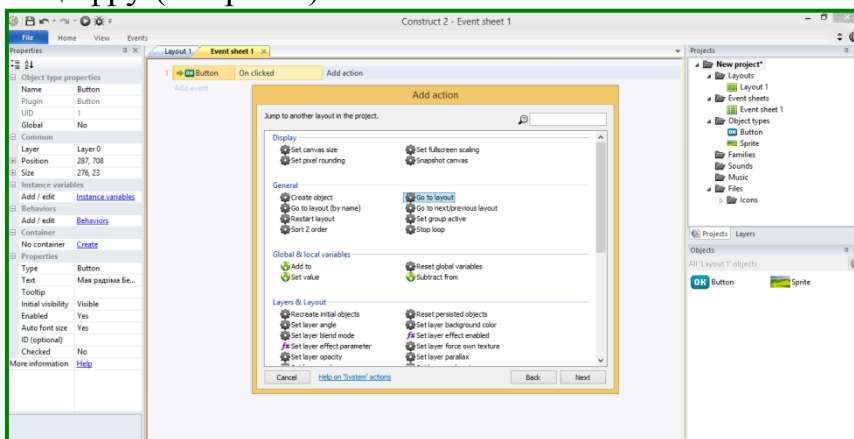 Construct 2 - Event sheet 1
File Home View Events
Properties
Object type properties
Name Button
Plugin Button
UID 1
Global No
Common
Layer Layer 0
Position 287, 708
Size 276, 23
Instance variables
Add / edit Instance variables
Behaviors
Add / edit Behaviors
Container
No container Create
Properties
Type Button
Text Мая радзіма Бе...
Tooltip
Initial visibility Visible
Enabled Yes
Auto font size Yes
ID (optional)
Checked No
More information Help
Layout 1 Event sheet 1
1 OK Button On clicked Add action
Add event
Add action
Jump to another layout in the project.
Display
Set canvas size Set fullscreen scaling
Set pixel rounding Snapshot canvas
General
Create object Go to layout
Go to layout (by name) Go to next/previous layout
Restart layout Set group active
Sort Z order Stop loop
Global & local variables
Add to Reset global variables
Set value Subtract from
Layers & Layout
Recreate initial objects Reset persisted objects
Set layer angle Set layer background color
Set layer blend mode Set layer effect enabled
Set layer effect parameter Set layer force own texture
Set layer opacity Set layer parallax
Cancel Help on 'System' actions Back Next
Projects
New project*
Layouts
Layout 1
Event sheets
Event sheet 1
Object types
Button
Sprite
Families
Sounds
Music
Files
Icons
Projects Layers
Objects
All 'Layout 1' objects
OK Button Sprite